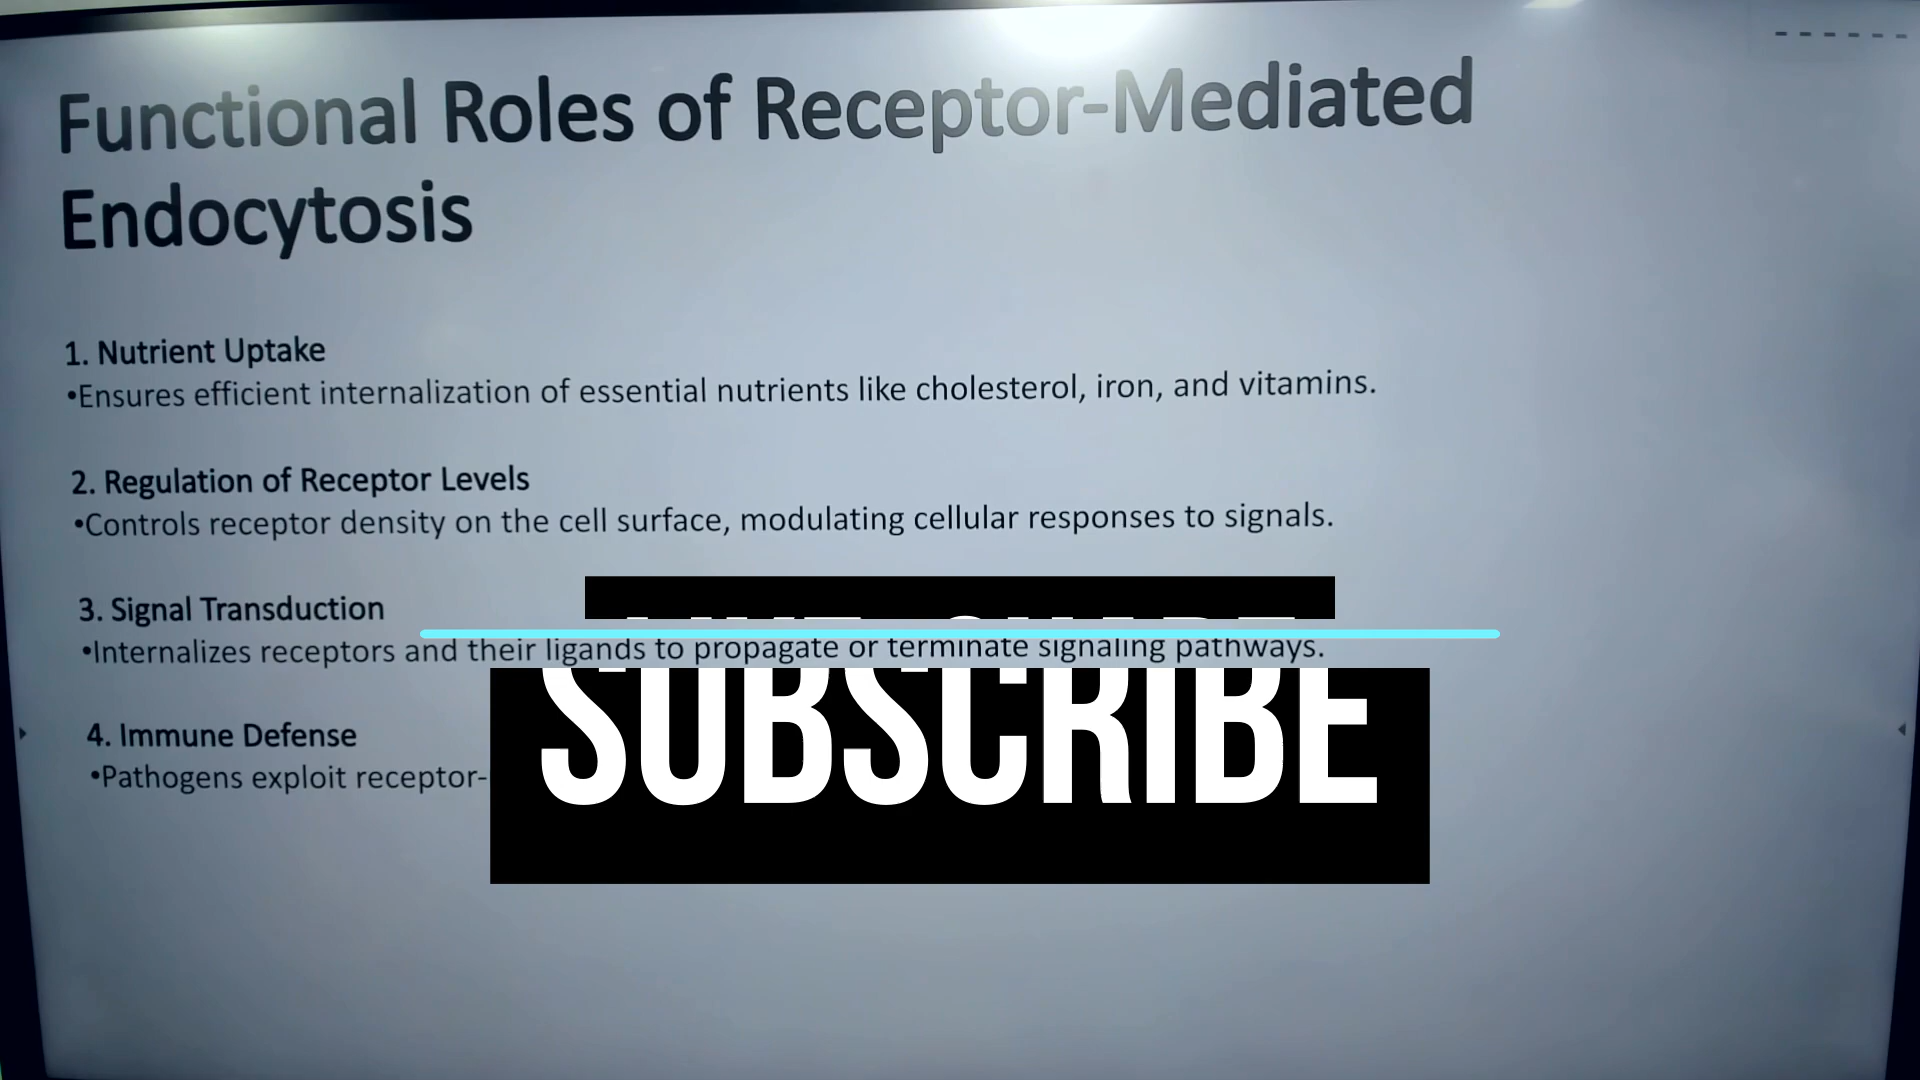 Functional Roles of Receptor-Mediated
Endocytosis
1. Nutrient Uptake
•Ensures efficient internalization of essential nutrients like cholesterol, iron, and vitamins.
2. Regulation of Receptor Levels
•Controls receptor density on the cell surface, modulating cellular responses to signals.
3. Signal Transduction
•Internalizes receptors and their ligands to propagate or terminate signaling pathways.
SUBSCRIBE
4. Immune Defense
•Pathogens exploit receptor-